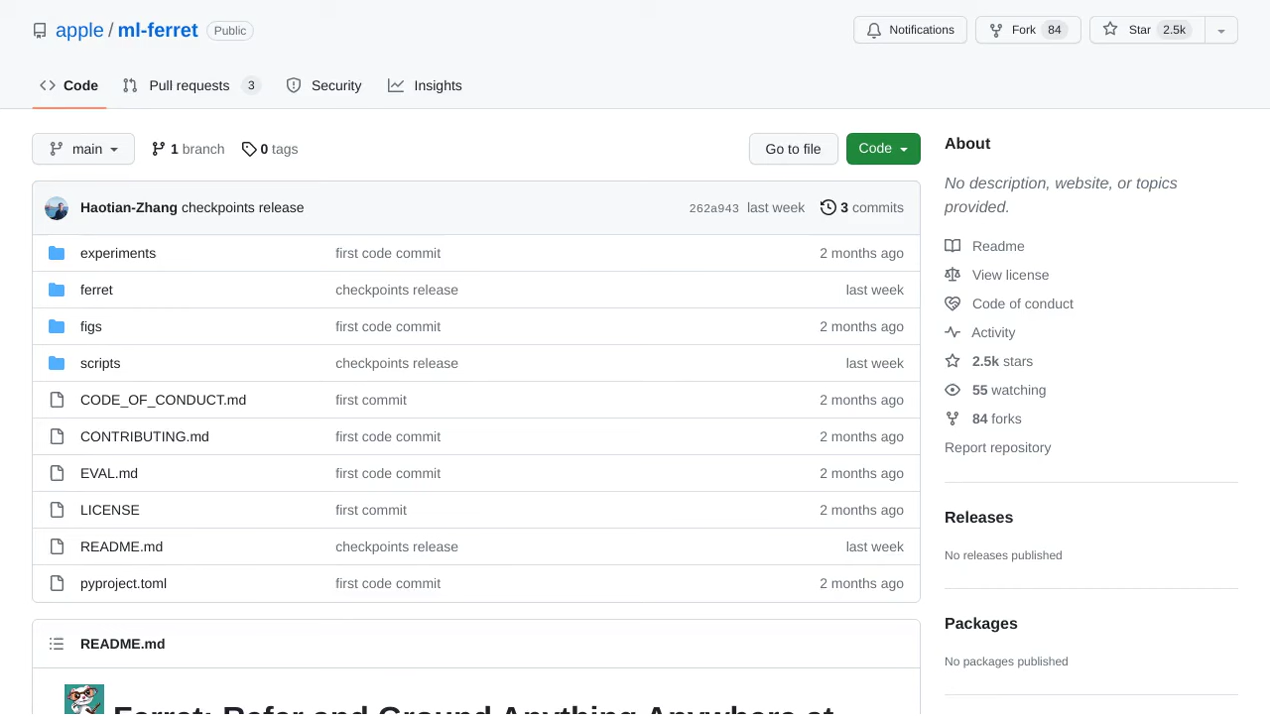 apple / ml-ferret Public
Notifications Fork 84 Star 2.5k
Code Pull requests 3 Security Insights
main 1 branch 0 tags Go to file Code
Haotian-Zhang checkpoints release 262a943 last week 3 commits
experiments first code commit 2 months ago
ferret checkpoints release last week
figs first code commit 2 months ago
scripts checkpoints release last week
CODE_OF_CONDUCT.md first commit 2 months ago
CONTRIBUTING.md first code commit 2 months ago
EVAL.md first code commit 2 months ago
LICENSE first commit 2 months ago
README.md checkpoints release last week
pyproject.toml first code commit 2 months ago
README.md
Ferret: Refer and Ground Anything Anywhere at
About
No description, website, or topics
provided.
Readme
View license
Code of conduct
Activity
2.5k stars
55 watching
84 forks
Report repository
Releases
No releases published
Packages
No packages published